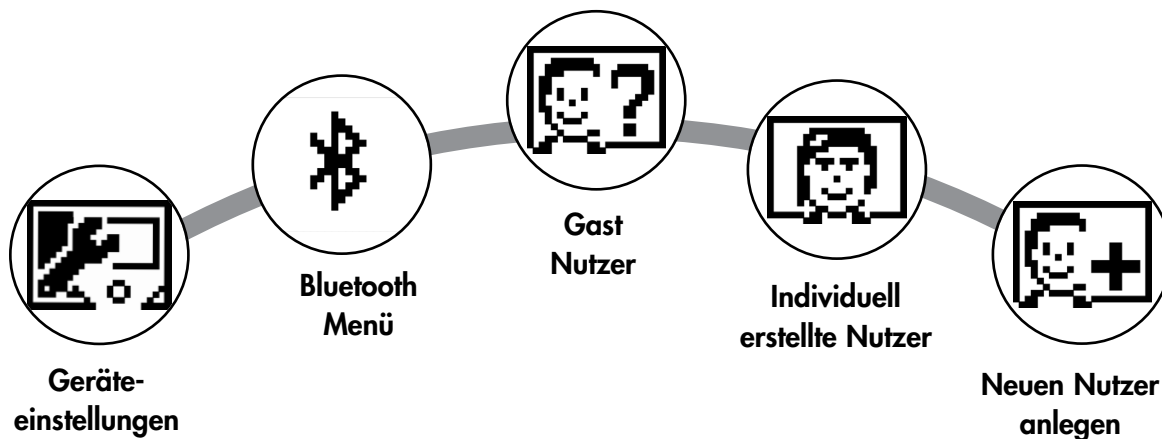 Geräte-
einstellungen
Bluetooth
Menü
Gast
Nutzer
Individuell
erstellte Nutzer
Neuen Nutzer
anlegen